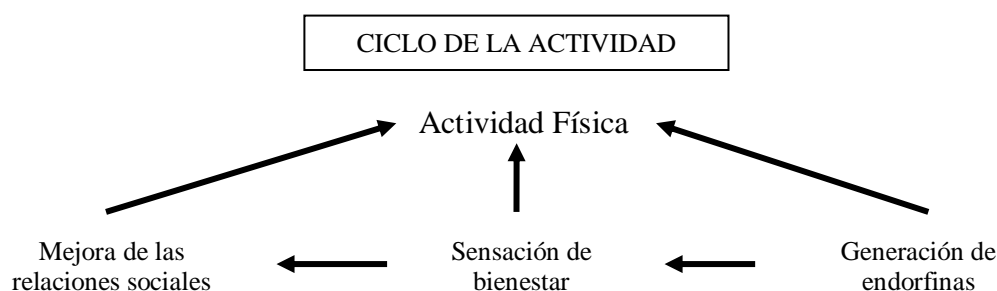 CICLO DE LA ACTIVIDAD
Actividad Física
Mejora de las
relaciones sociales
Sensación de
bienestar
Generación de
endorfinas